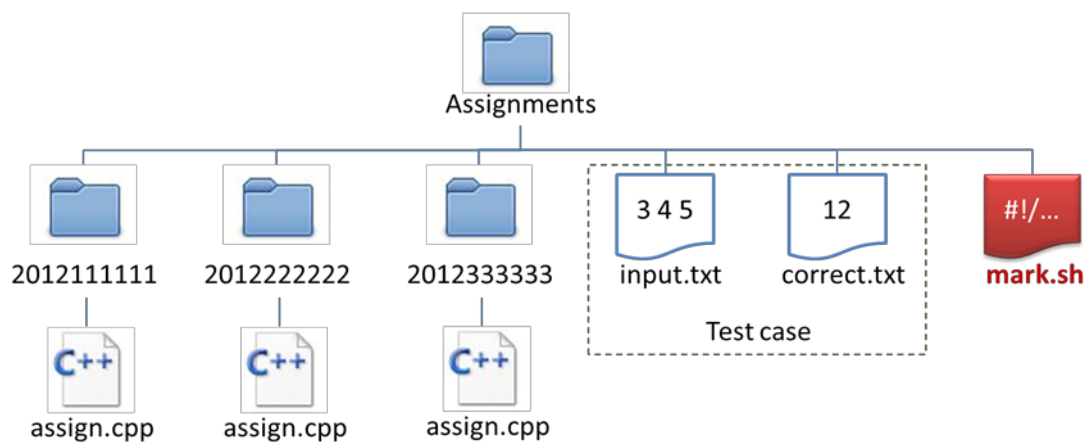 Assignments
3 4 5
12
#!/...
2012111111
2012222222
2012333333
input.txt
correct.txt
mark.sh
Test case
C++
C++
C++
assign.cpp
assign.cpp
assign.cpp